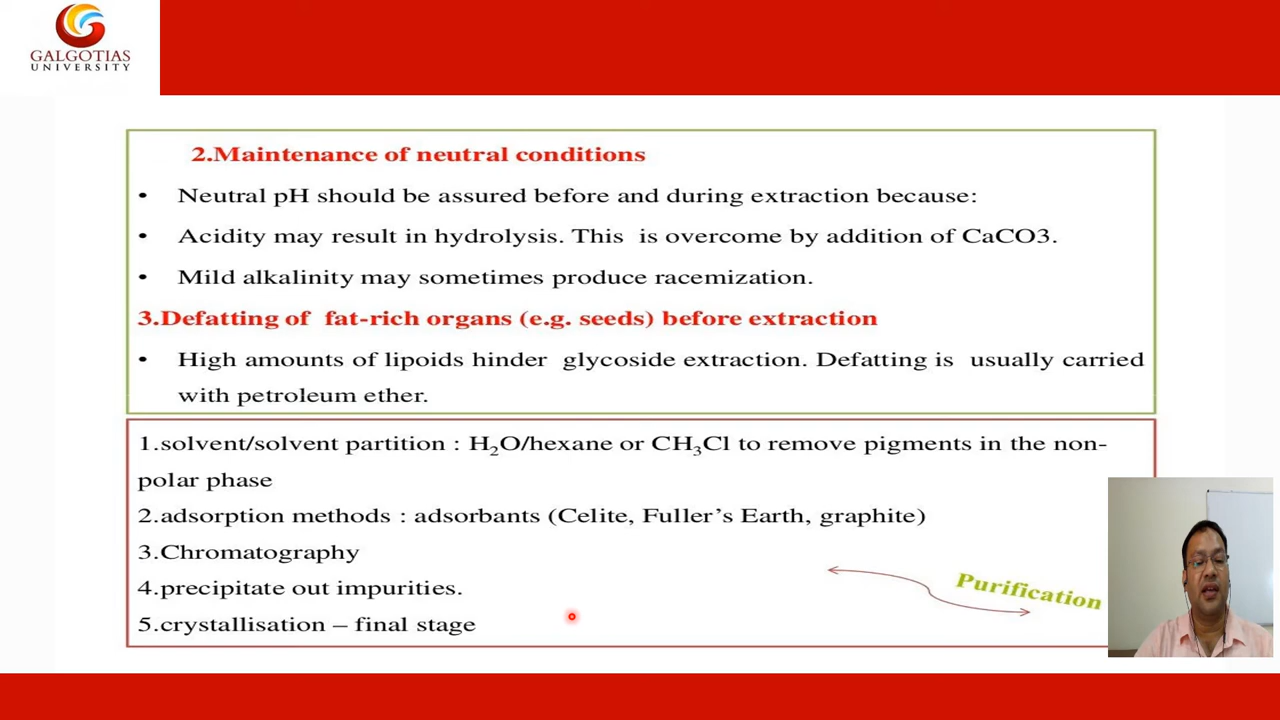 GALGOTIAS
UNIVERSITY
2.Maintenance of neutral conditions
• Neutral pH should be assured before and during extraction because:
• Acidity may result in hydrolysis. This is overcome by addition of CaCO3.
• Mild alkalinity may sometimes produce racemization.
3.Defatting of fat-rich organs (e.g. seeds) before extraction
• High amounts of lipoids hinder glycoside extraction. Defatting is usually carried
with petroleum ether.
1.solvent/solvent partition : H₂O/hexane or CH₃Cl to remove pigments in the non-
polar phase
2.adsorption methods : adsorbants (Celite, Fuller’s Earth, graphite)
3.Chromatography
4.precipitate out impurities.
5.crystallisation – final stage
Purification